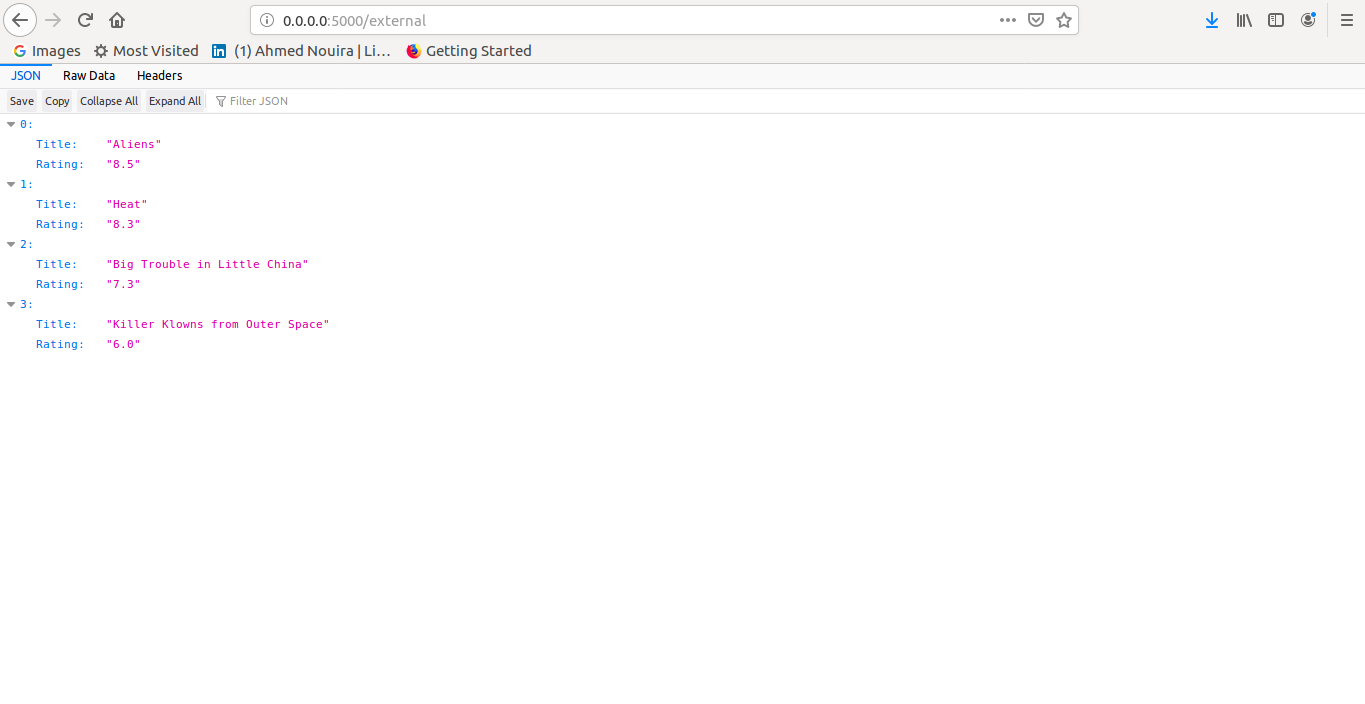 0.0.0.0:5000/external
Images Most Visited (1) Ahmed Nouira | Li... Getting Started
JSON Raw Data Headers
Save Copy Collapse All Expand All Filter JSON
0:
Title: "Aliens"
Rating: "8.5"
1:
Title: "Heat"
Rating: "8.3"
2:
Title: "Big Trouble in Little China"
Rating: "7.3"
3:
Title: "Killer Klowns from Outer Space"
Rating: "6.0"